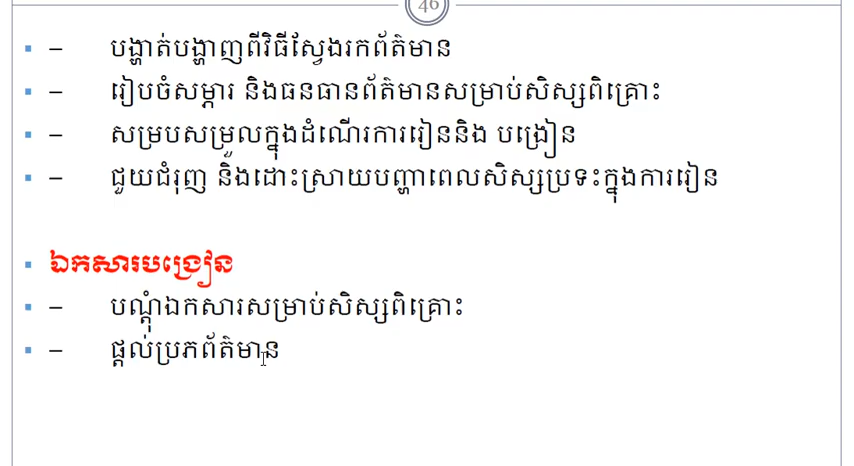 46
– បង្ហាត់បង្ហាញពីវិធីស្វែងរកព័ត៌មាន
– រៀបចំសម្ភារ និងធនធានព័ត៌មានសម្រាប់សិស្សពិគ្រោះ
– សម្របសម្រួលក្នុងដំណើរការរៀននិង បង្រៀន
– ជួយជំរុញ និងដោះស្រាយបញ្ហាពេលសិស្សប្រទះក្នុងការរៀន
ឯកសារបង្រៀន
– បណ្តុំឯកសារសម្រាប់សិស្សពិគ្រោះ
– ផ្តល់ប្រភព័ត៌មាន